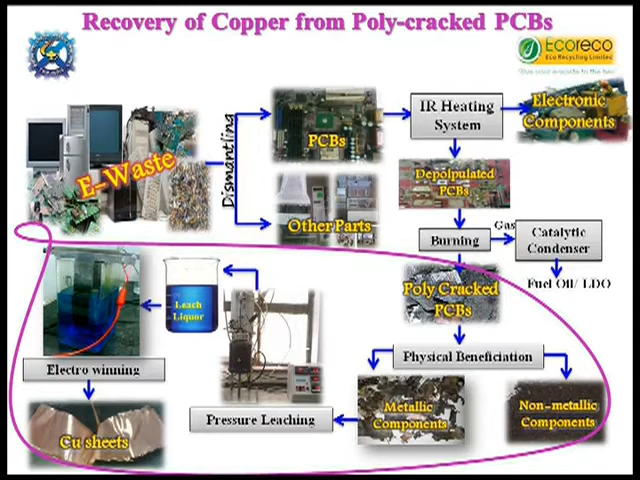 Recovery of Copper from Poly-cracked PCBs
Ecoreco
Eco Recycling Limited
E-Waste
Dismantling
PCBs
Other Parts
IR Heating
System
Electronic
Components
Depolpulated
PCBs
Burning
Gas
Catalytic
Condenser
Fuel Oil/ LDO
Poly Cracked
PCBs
Physical Beneficiation
Metallic
Components
Non-metallic
Components
Pressure Leaching
Leach
Liquor
Electro winning
Cu sheets